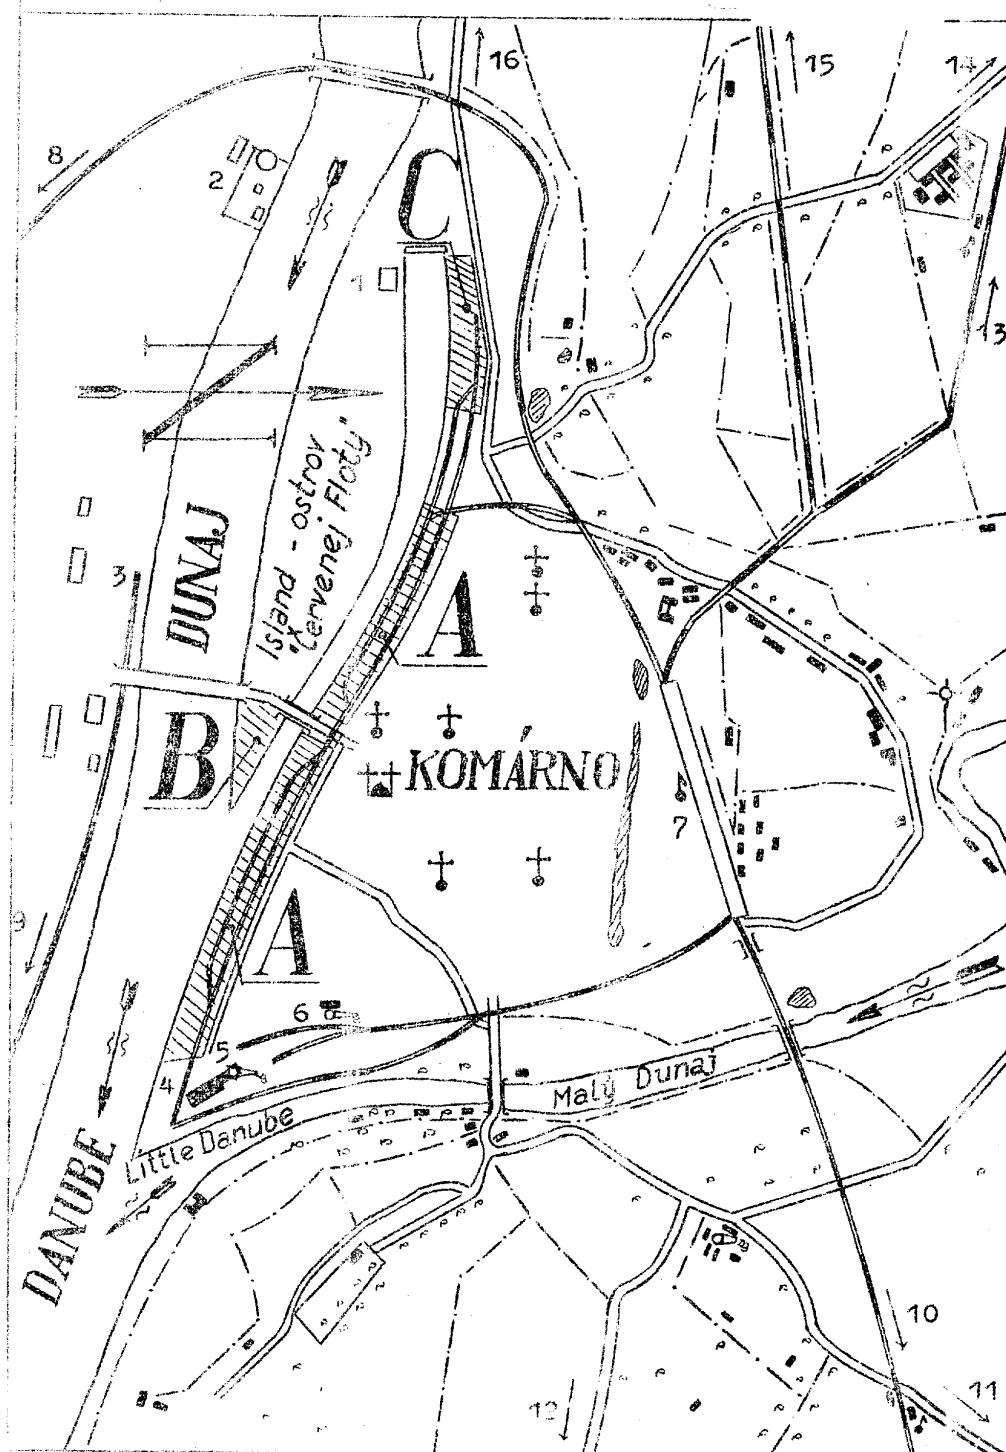 16
15
14
8
2
C
1
13
Island - ostrov
"Červenej Floty"
DUNAJ
3
A
B
KOMÁRNO
7
A
9
6
5
4
Malý Dunaj
Little Danube
DANUBE
10
11
12